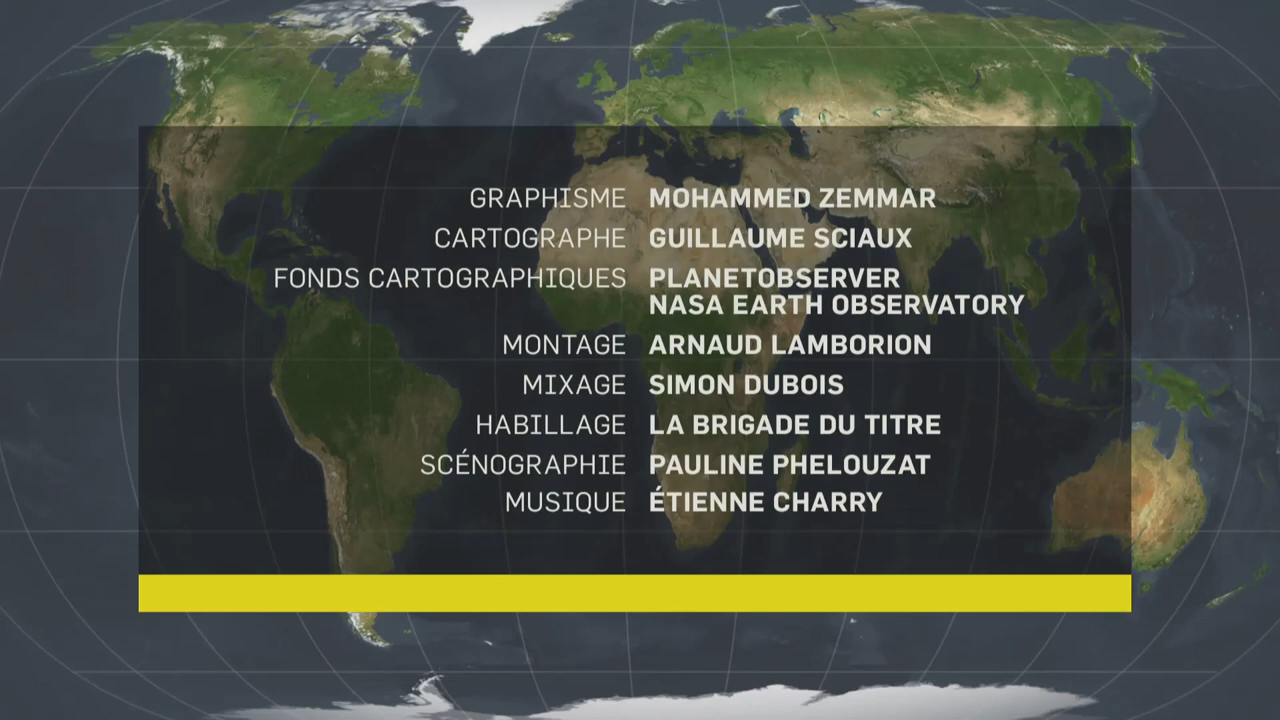 GRAPHISME MOHAMMED ZEMMAR
CARTOGRAPHE GUILLAUME SCIAUX
FONDS CARTOGRAPHIQUES PLANETOBSERVER
NASA EARTH OBSERVATORY
MONTAGE ARNAUD LAMBORION
MIXAGE SIMON DUBOIS
HABILLAGE LA BRIGADE DU TITRE
SCÉNOGRAPHIE PAULINE PHELOUZAT
MUSIQUE ÉTIENNE CHARRY